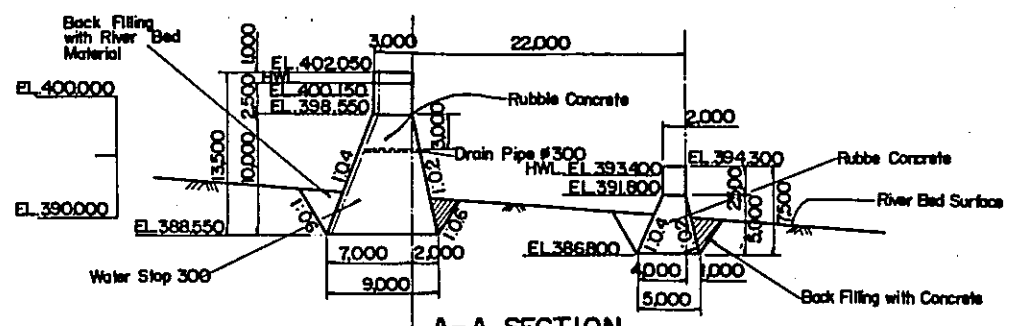 Back Filling
with River Bed
Material
1,000
3,000
22,000
EL.402.050
HWL
EL.400.150
EL.398.550
EL.400.000
2,500
13,500
10,000
Rubble Concrete
3,000
2,000
Drain Pipe ø300
HWL EL.393.400
EL.394.300
Rubbe Concrete
1:0.4
1:0.2
EL.391.800
2,500
5,000
7,500
River Bed Surface
EL.390.000
1:0.6
1:0.6
EL.388.550
1:0.4
1:0.2
EL.386.800
7,000
2,000
4,000
1,000
Water Stop 300
9,000
5,000
Back Filling with Concrete
A-A SECTION